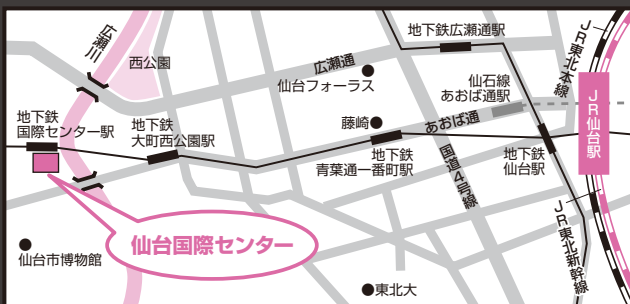 地下鉄広瀬通駅
JR東北本線
広瀬川
西公園
広瀬通
仙台フォーラス
仙石線
あおば通駅
JR仙台駅
地下鉄
国際センター駅
地下鉄
大町西公園駅
藤崎
あおば通
地下鉄
青葉通一番町駅
国道4号線
地下鉄
仙台駅
仙台国際センター
仙台市博物館
東北大
JR東北新幹線